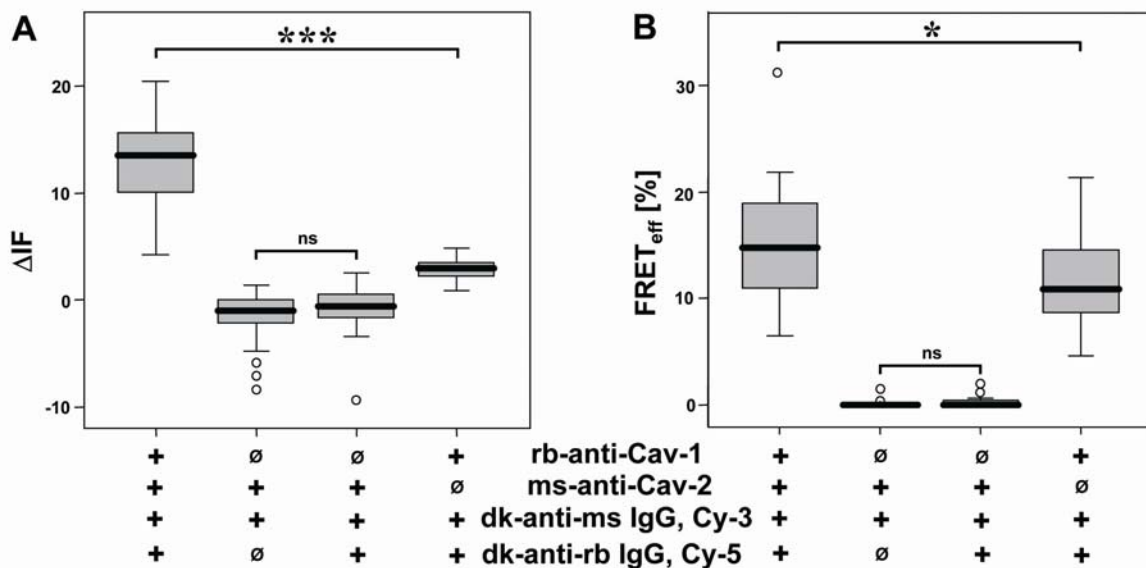 A
B
***
*
20
10
0
-10
ΔIF
ns
30
20
10
0
FRETeff [%]
ns
+ ø ø + rb-anti-Cav-1 + ø ø +
+ + + ø ms-anti-Cav-2 + + + ø
+ + + + dk-anti-ms IgG, Cy-3 + + + +
+ ø + + dk-anti-rb IgG, Cy-5 + ø + +